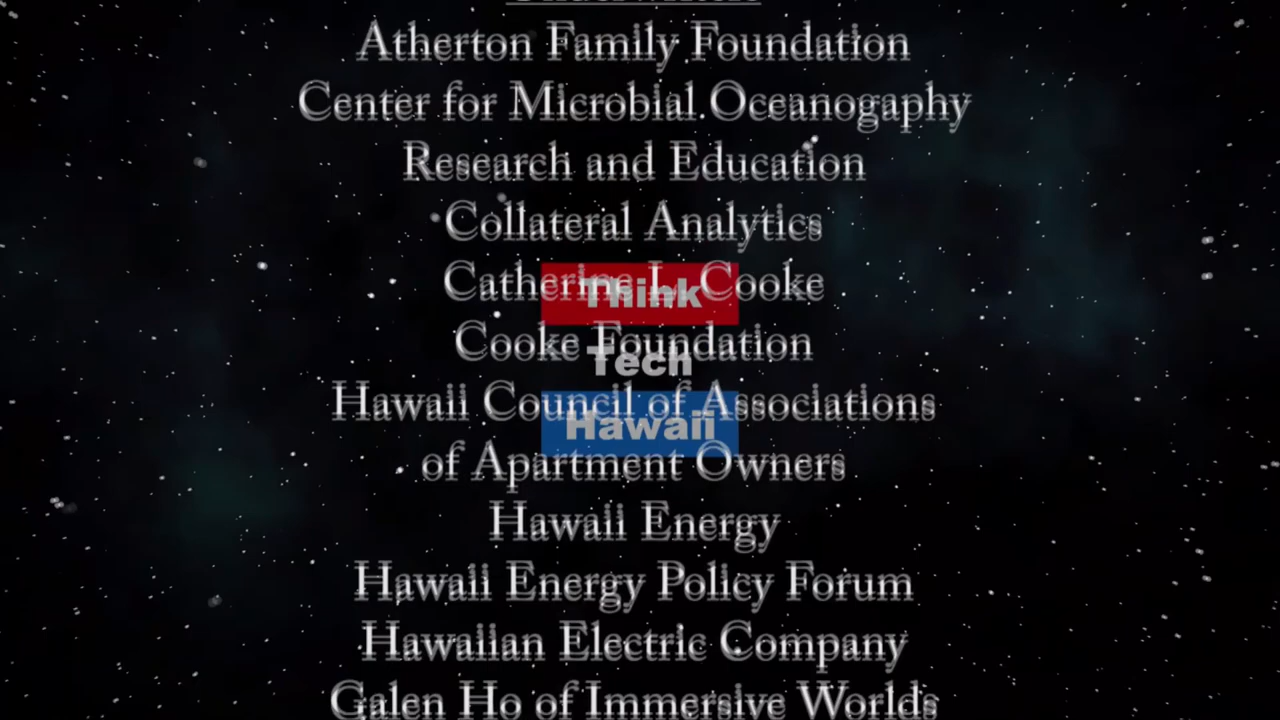 Underwriters
Atherton Family Foundation
Center for Microbial Oceanogaphy
Research and Education
Collateral Analytics
Catherine L. Cooke
Cooke Foundation
Hawaii Council of Associations
of Apartment Owners
Hawaii Energy
Hawaii Energy Policy Forum
Hawaiian Electric Company
Galen Ho of Immersive Worlds
Think
Tech
Hawaii